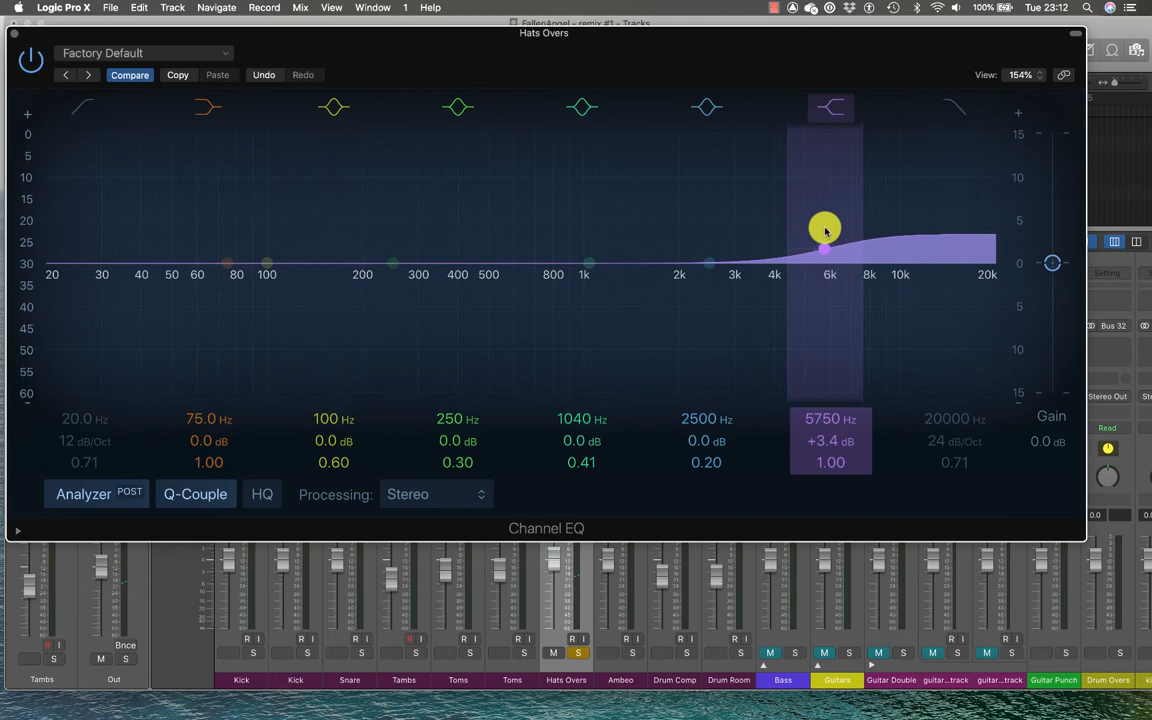 Logic Pro X File Edit Track Navigate Record Mix View Window 1 Help 100% Tue 23:12
FallenAngel - remix #1 - Tracks
Hats Overs
Factory Default
Compare Copy Paste Undo Redo View: 154%
+ +
0 15
5
10 10
15
20 5
25
30 0
20 30 40 50 60 80 100 200 300 400 500 1k 2k 3k 4k 6k 8k 10k 20k
35
40 5
45
50 10
55
60 15
- -
20.0 Hz 75.0 Hz 100 Hz 250 Hz 1040 Hz 2500 Hz 5750 Hz 20000 Hz Gain
12 dB/Oct 0.0 dB 0.0 dB 0.0 dB 0.0 dB 0.0 dB +3.4 dB 24 dB/Oct 0.0 dB
0.71 1.00 0.60 0.30 0.41 0.20 1.00 0.71
Analyzer POST Q-Couple HQ Processing: Stereo
Channel EQ
Setting
Bus 32
Stereo Out
Read
0.0
R I R I R I R I R I R I R I R I R I R I R I R I R I R I R I R I
Bnce
S M S S S S S S S M S S S S M S M S M S M S M S S S
Tambs Out Kick Kick Snare Tambs Toms Toms Hats Overs Ambeo Drum Comp Drum Room Bass Guitars Guitar Double guitar...track guitar...track Guitar Punch Drum Overs